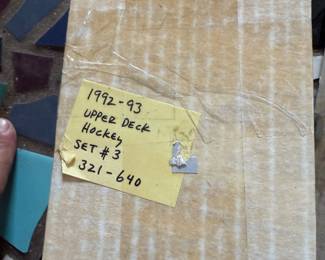 1992-93
UPPER DECK
HOCKEY
SET #3
321-640